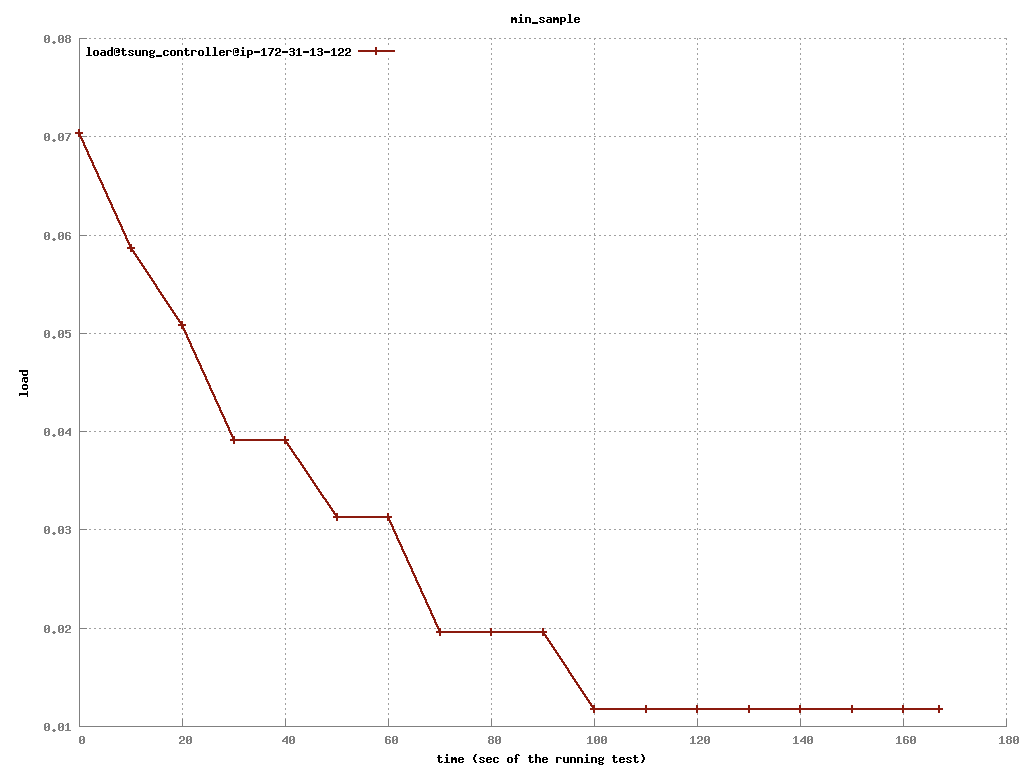 min_sample
load@tsung_controller@ip-172-31-13-122
0.08
0.07
0.06
0.05
0.04
0.03
0.02
0.01
load
0 20 40 60 80 100 120 140 160 180
time (sec of the running test)